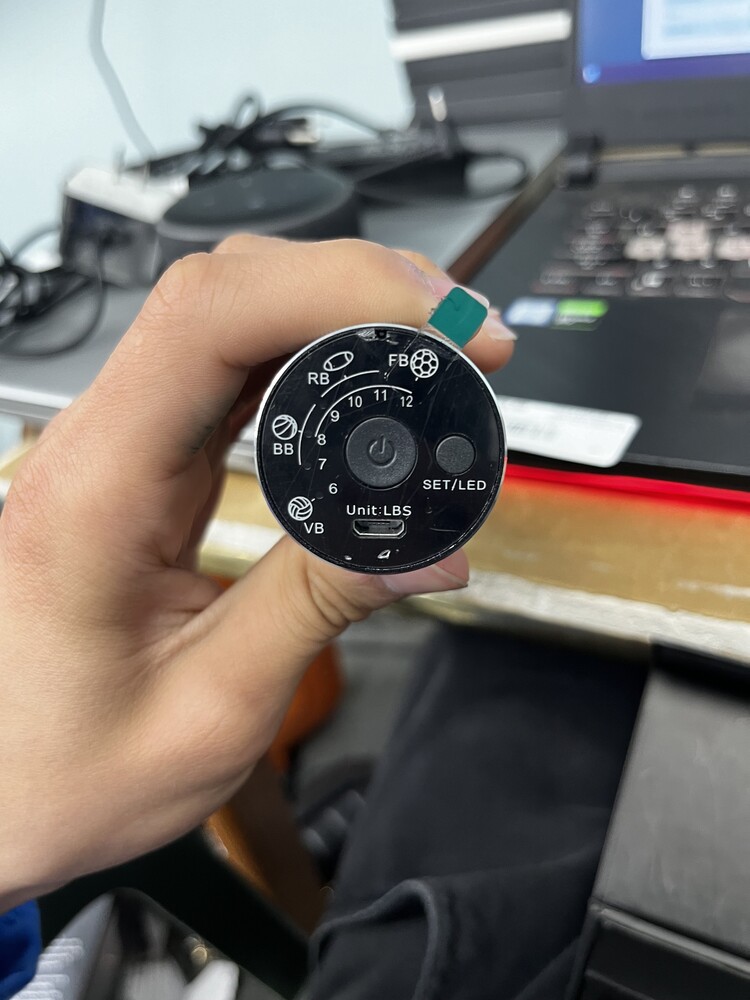 RB
FB
9 10 11 12
8
BB
7
6
SET/LED
Unit:LBS
VB